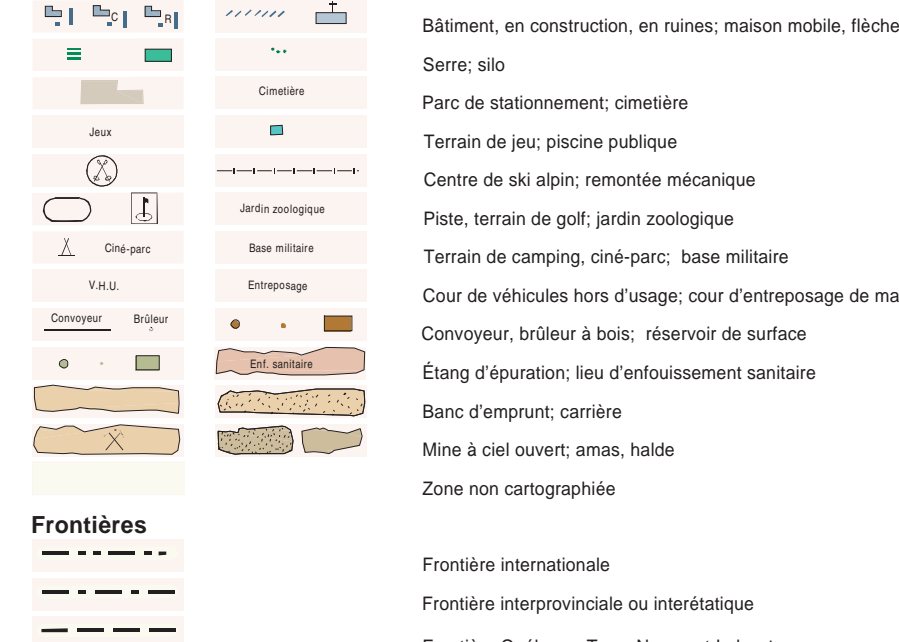 C R Bâtiment, en construction, en ruines; maison mobile, flèche
Serre; silo
Cimetière Parc de stationnement; cimetière
Jeux Terrain de jeu; piscine publique
Centre de ski alpin; remontée mécanique
Jardin zoologique Piste, terrain de golf; jardin zoologique
Ciné-parc Base militaire Terrain de camping, ciné-parc; base militaire
V.H.U. Entreposage Cour de véhicules hors d'usage; cour d'entreposage de ma
Convoyeur Brûleur Convoyeur, brûleur à bois; réservoir de surface
Enf. sanitaire Étang d'épuration; lieu d'enfouissement sanitaire
Banc d'emprunt; carrière
Mine à ciel ouvert; amas, halde
Zone non cartographiée
Frontières
Frontière internationale
Frontière interprovinciale ou interétatique